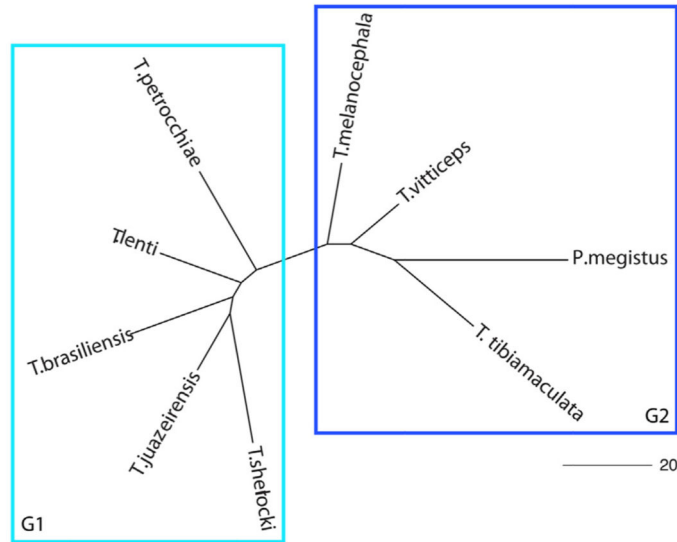 T.petrocchiae
T.lenti
T.brasiliensis
T.juazeirensis
T.sherlocki
G1
T.melanocephala
T.vitticeps
P.megistus
T. tibiamaculata
G2
20